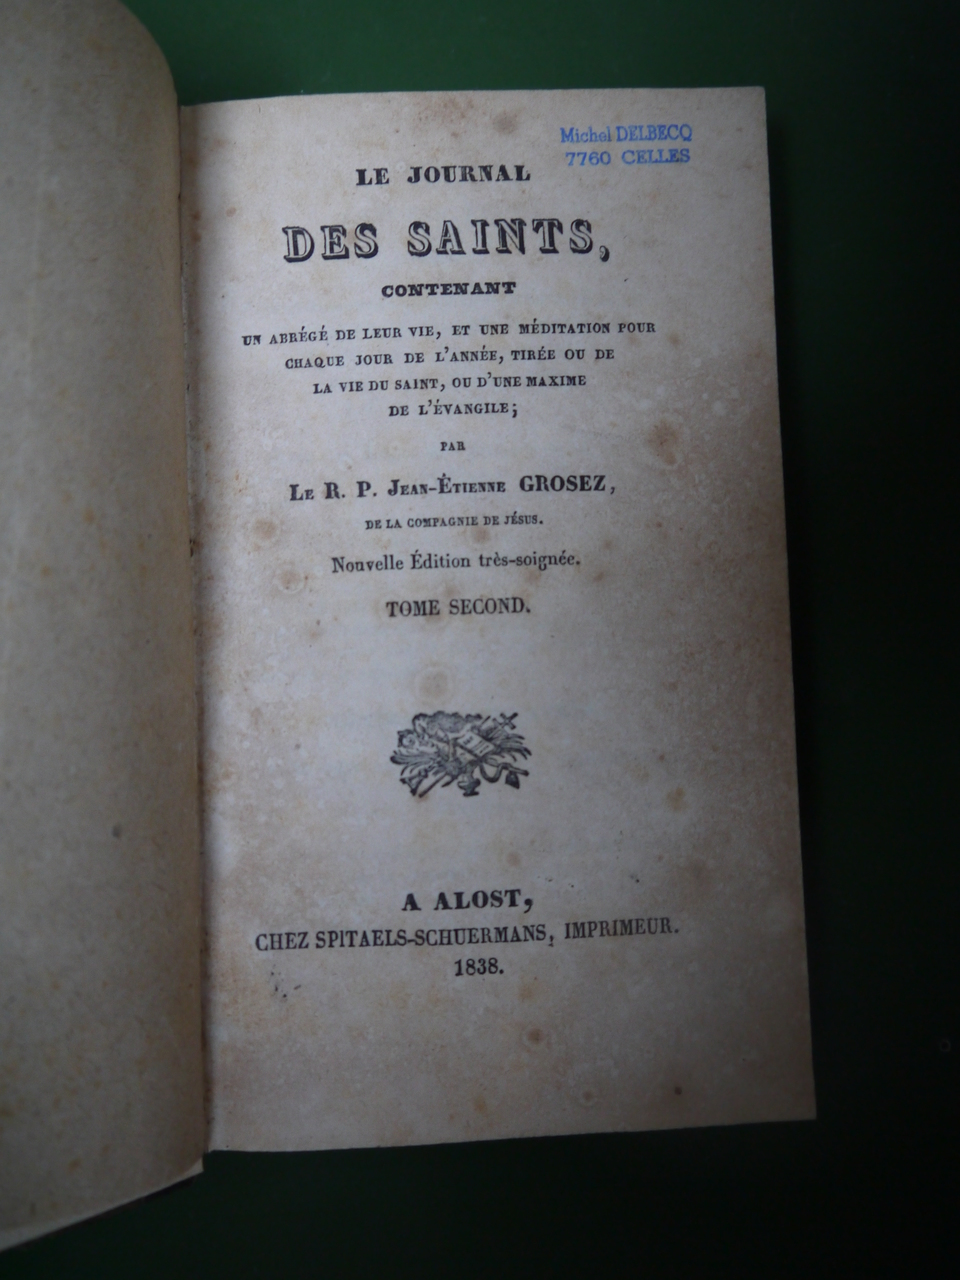 Michel DELBECQ
7760 CELLES
LE JOURNAL
DES SAINTS,
CONTENANT
UN ABRÉGÉ DE LEUR VIE, ET UNE MÉDITATION POUR
CHAQUE JOUR DE L'ANNÉE, TIRÉE OU DE
LA VIE DU SAINT, OU D'UNE MAXIME
DE L'ÉVANGILE;
PAR
LE R. P. JEAN-ÉTIENNE GROSEZ,
DE LA COMPAGNIE DE JÉSUS.
Nouvelle Édition très-soignée.
TOME SECOND.
A ALOST,
CHEZ SPITAELS-SCHUERMANS, IMPRIMEUR.
1838.